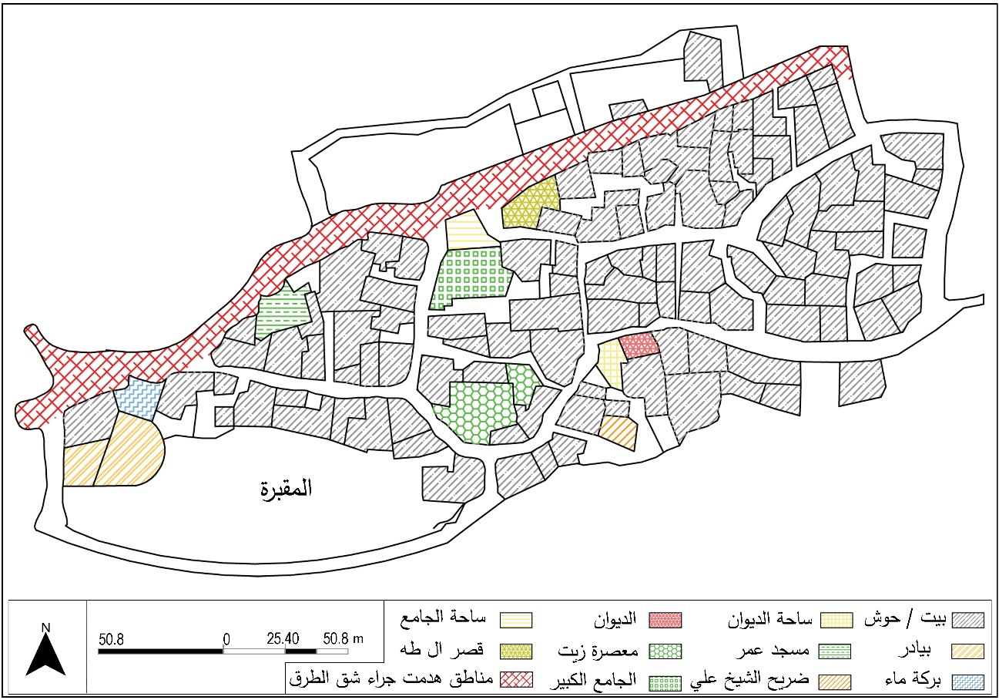 المقبرة
بيت / حوش
ساحة الديوان
الديوان
ساحة الجامع
بيادر
مسجد عمر
معصرة زيت
قصر ال طه
بركة ماء
ضريح الشيخ علي
الجامع الكبير
مناطق هدمت جراء شق الطرق
N
50.8 0 25.40 50.8 m